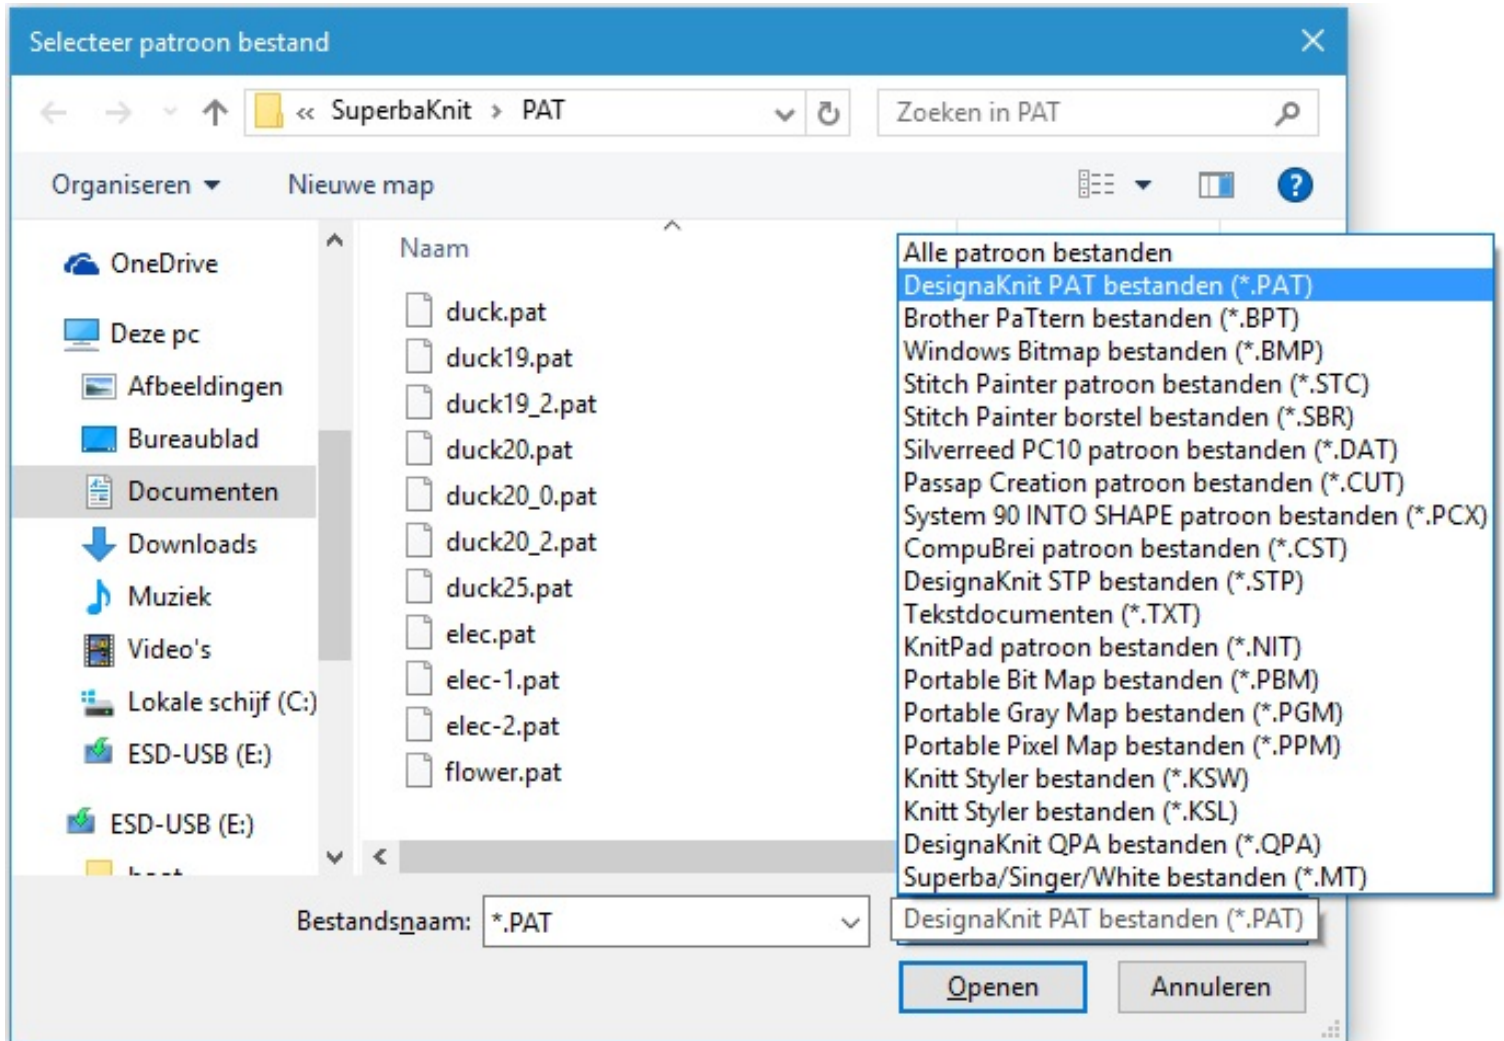 Selecteer patroon bestand
« SuperbaKnit › PAT
Zoeken in PAT
Organiseren
Nieuwe map
?
OneDrive
Deze pc
Afbeeldingen
Bureaublad
Documenten
Downloads
Muziek
Video's
Lokale schijf (C:)
ESD-USB (E:)
ESD-USB (E:)
Naam
duck.pat
duck19.pat
duck19_2.pat
duck20.pat
duck20_0.pat
duck20_2.pat
duck25.pat
elec.pat
elec-1.pat
elec-2.pat
flower.pat
Alle patroon bestanden
DesignaKnit PAT bestanden (*.PAT)
Brother PaTtern bestanden (*.BPT)
Windows Bitmap bestanden (*.BMP)
Stitch Painter patroon bestanden (*.STC)
Stitch Painter borstel bestanden (*.SBR)
Silverreed PC10 patroon bestanden (*.DAT)
Passap Creation patroon bestanden (*.CUT)
System 90 INTO SHAPE patroon bestanden (*.PCX)
CompuBrei patroon bestanden (*.CST)
DesignaKnit STP bestanden (*.STP)
Tekstdocumenten (*.TXT)
KnitPad patroon bestanden (*.NIT)
Portable Bit Map bestanden (*.PBM)
Portable Gray Map bestanden (*.PGM)
Portable Pixel Map bestanden (*.PPM)
Knitt Styler bestanden (*.KSW)
Knitt Styler bestanden (*.KSL)
DesignaKnit QPA bestanden (*.QPA)
Superba/Singer/White bestanden (*.MT)
Bestandsnaam:
*.PAT
DesignaKnit PAT bestanden (*.PAT)
Openen
Annuleren